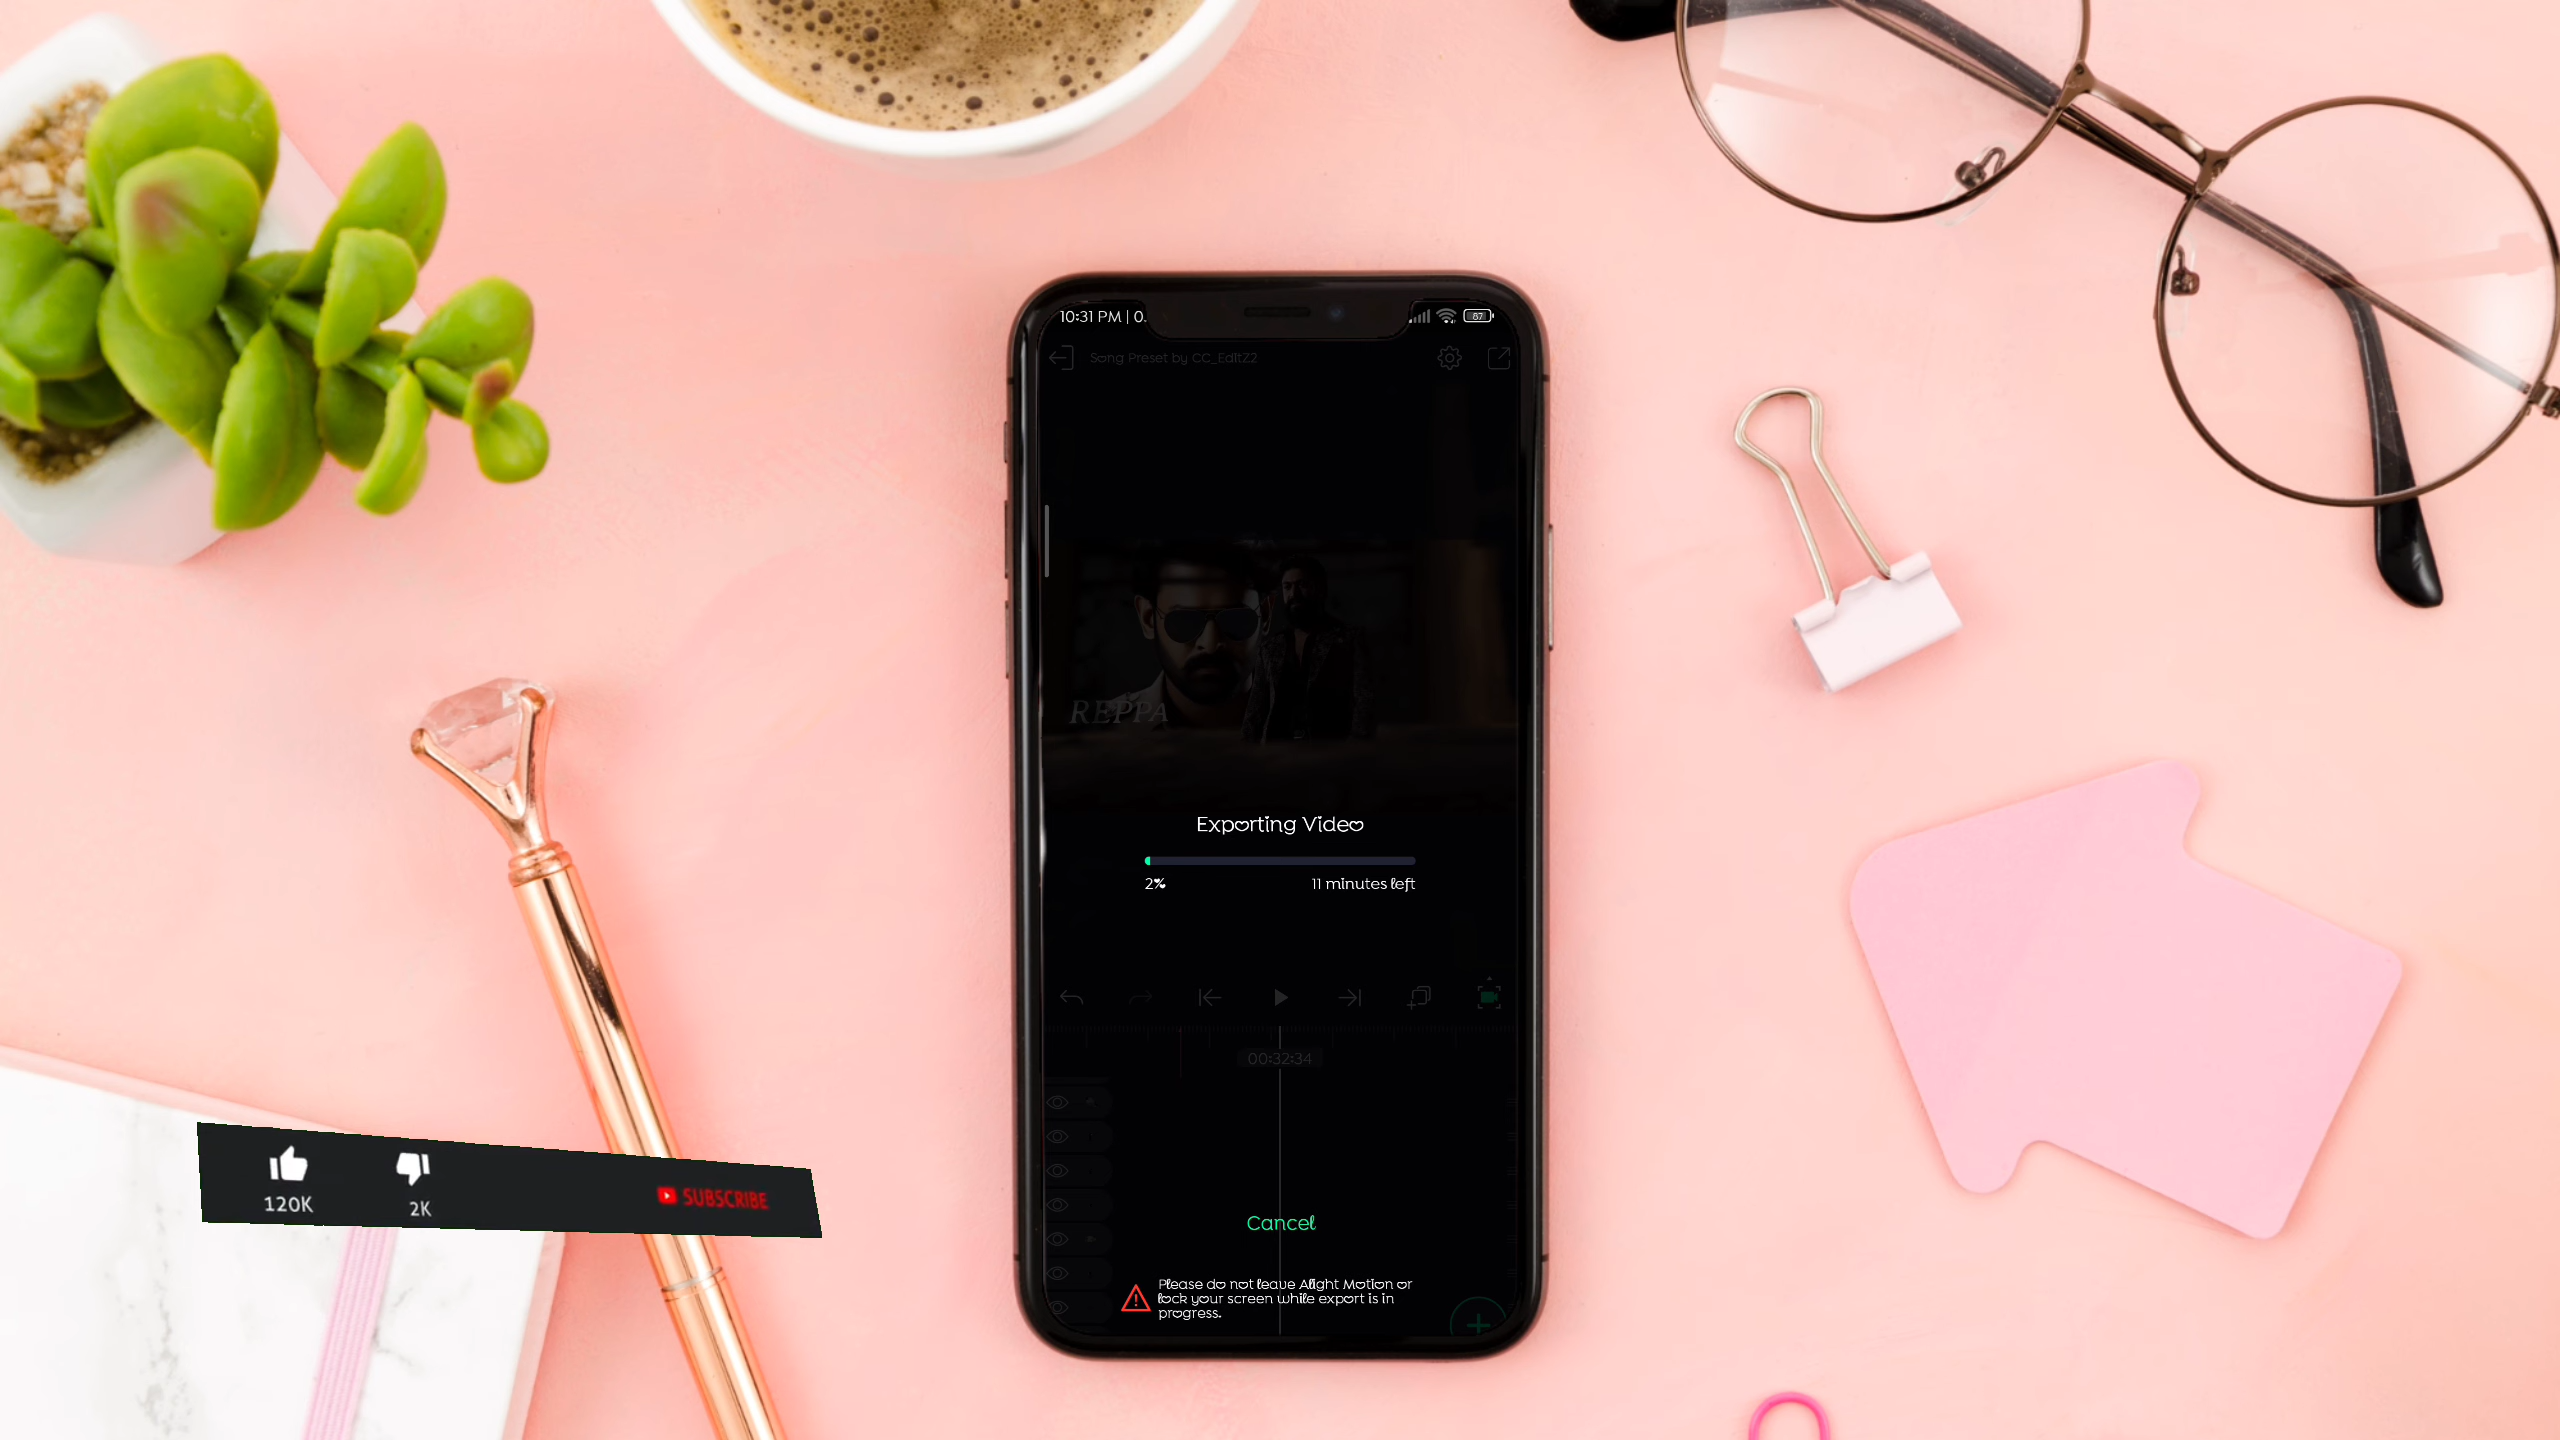 10:31 PM | 0.
87
Song Preset by CC_EditZ2
REPPA
Exporting Video
2%
11 minutes left
00:32:34
Cancel
Please do not leave Alight Motion or
lock your screen while export is in
progress.
120K
2K
SUBSCRIBE